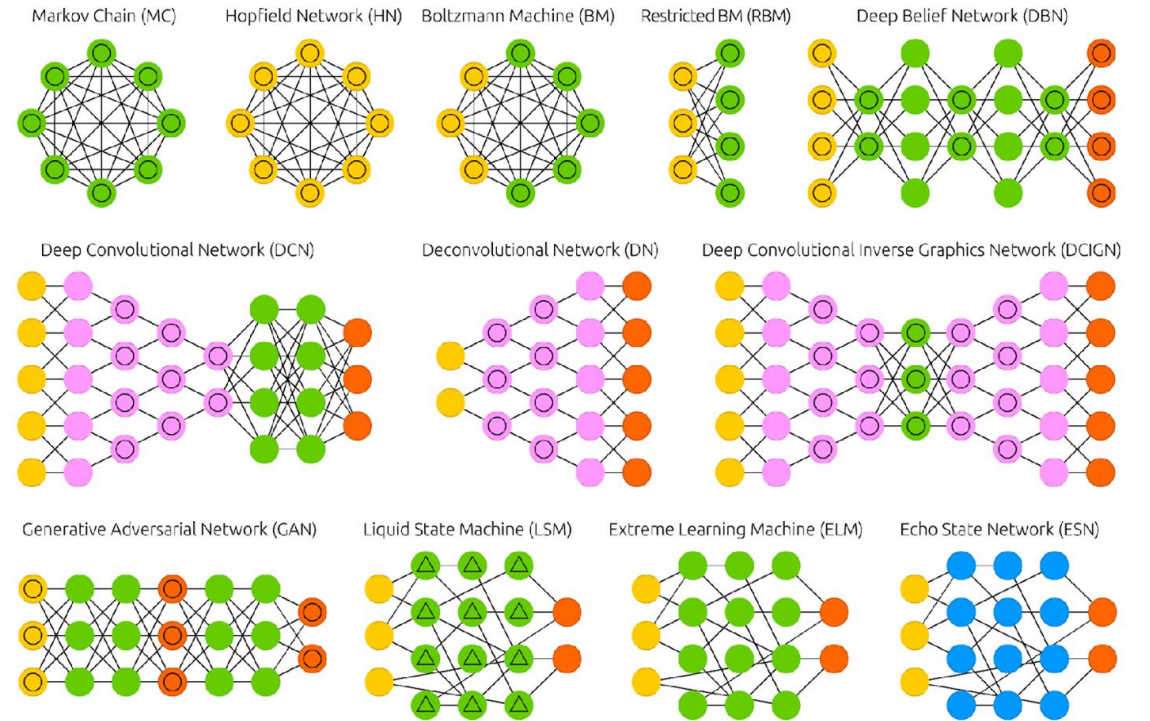 Markov Chain (MC)
Hopfield Network (HN)
Boltzmann Machine (BM)
Restricted BM (RBM)
Deep Belief Network (DBN)
Deep Convolutional Network (DCN)
Deconvolutional Network (DN)
Deep Convolutional Inverse Graphics Network (DCIGN)
Generative Adversarial Network (GAN)
Liquid State Machine (LSM)
Extreme Learning Machine (ELM)
Echo State Network (ESN)